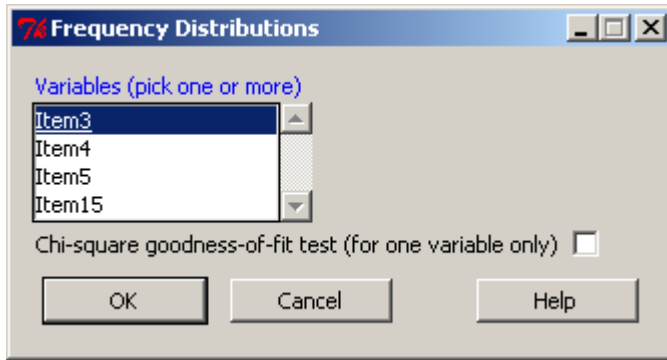 Frequency Distributions
Variables (pick one or more)
Item3
Item4
Item5
Item15
Chi-square goodness-of-fit test (for one variable only)
OK Cancel Help